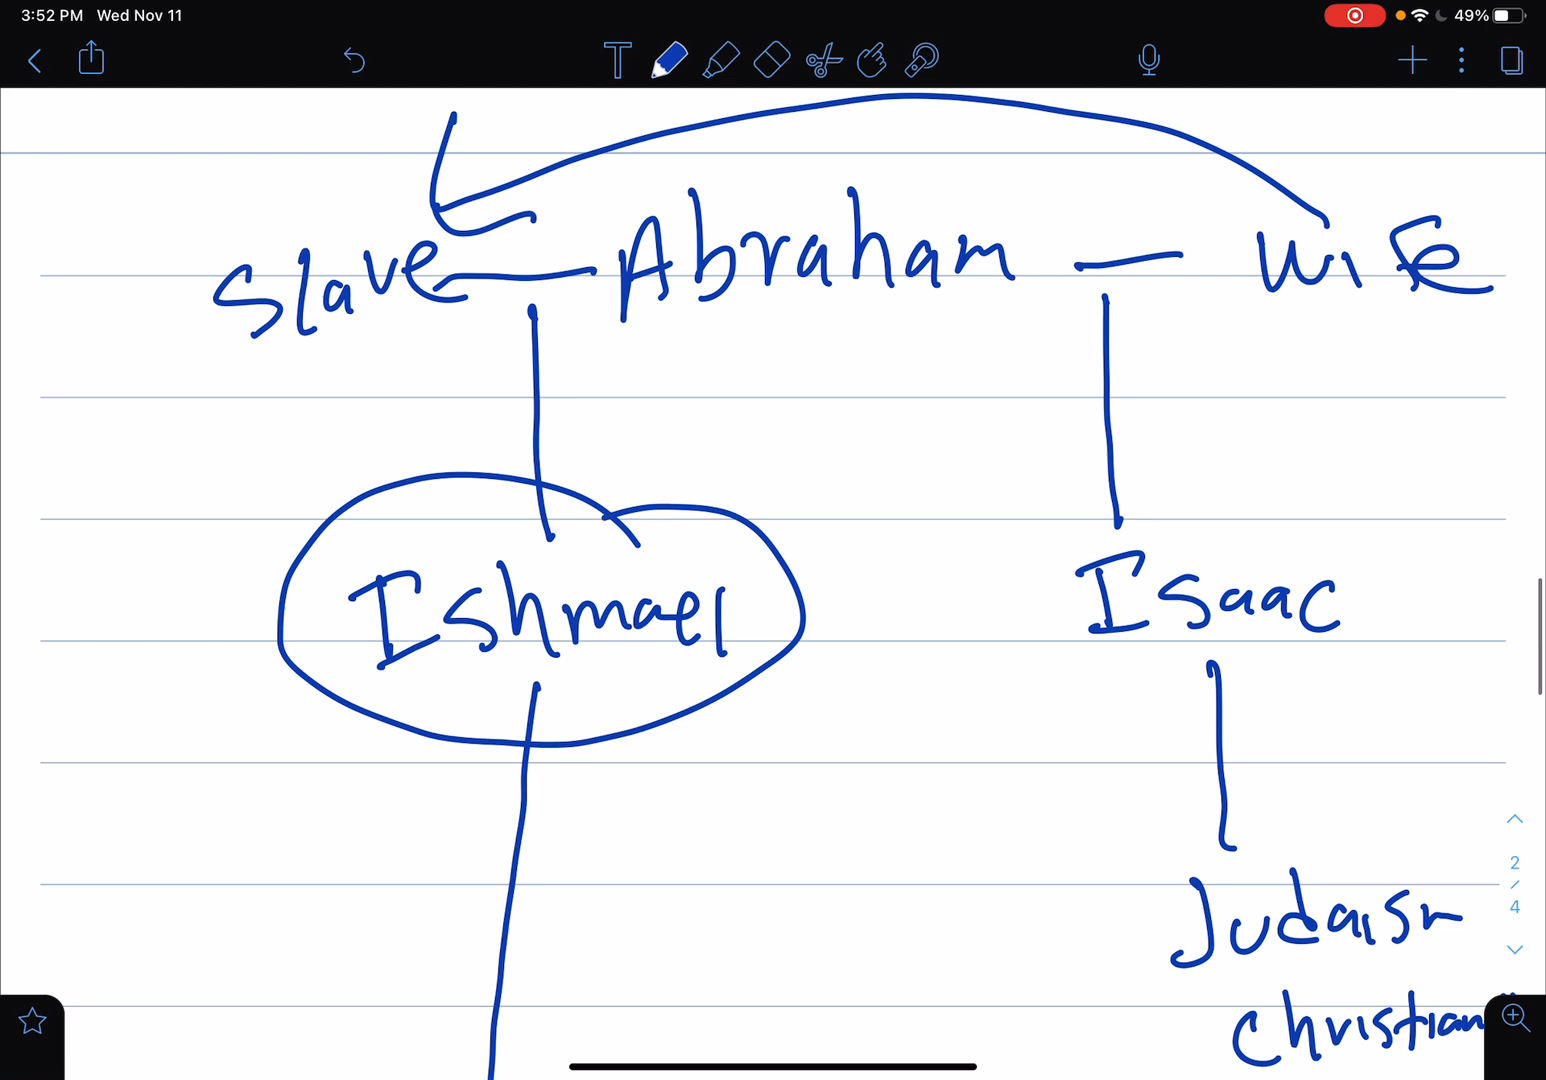 3:52 PM Wed Nov 11 49%
T
Slave Abraham Wife
Ishmael Isaac
2
/
4
Judaism
Christian